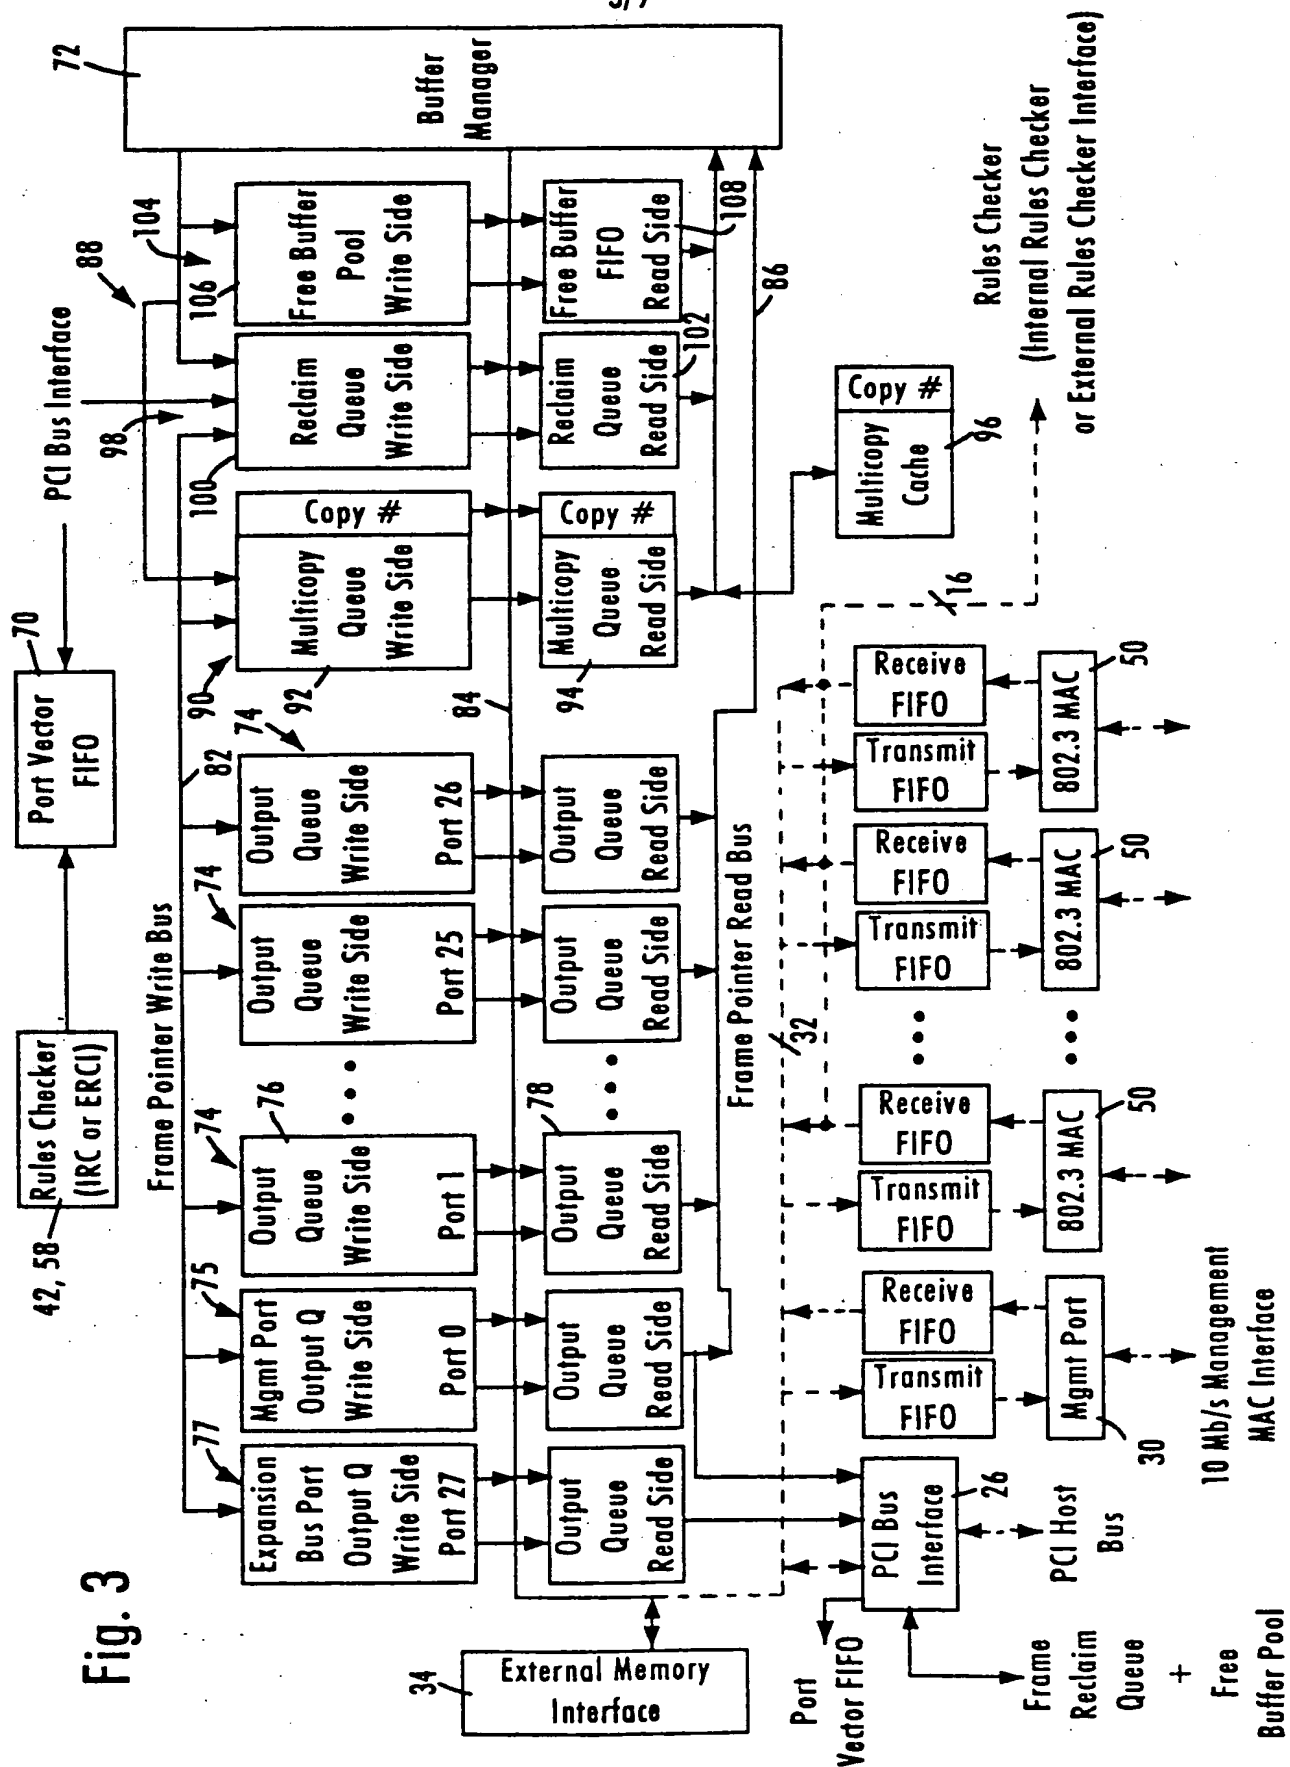 3/9
Fig. 3
42, 58
Rules Checker
(IRC or ERCI)
70
Port Vector
FIFO
PCI Bus Interface
72
Buffer
Manager
Frame Pointer Write Bus
82
88
98
104
77
Expansion
Bus Port
Output Q
Write Side
Port 27
75
Mgmt Port
Output Q
Write Side
Port 0
74
76
Output
Queue
Write Side
Port 1
74
Output
Queue
Write Side
Port 25
74
Output
Queue
Write Side
Port 26
90
92
Multicopy
Queue
Write Side
Copy #
100
Reclaim
Queue
Write Side
106
Free Buffer
Pool
Write Side
84
Output
Queue
Read Side
Output
Queue
Read Side
78
Output
Queue
Read Side
Output
Queue
Read Side
Output
Queue
Read Side
94
Multicopy
Queue
Read Side
Copy #
Reclaim
Queue
Read Side
102
Free Buffer
FIFO
Read Side
108
Frame Pointer Read Bus
86
34
External Memory
Interface
32
16
Port
Vector FIFO
PCI Bus
Interface
26
PCI Host
Bus
Frame
Reclaim
Queue
+
Free
Buffer Pool
Transmit
FIFO
Receive
FIFO
Mgmt Port
30
10 Mb/s Management
MAC Interface
Transmit
FIFO
Receive
FIFO
802.3 MAC
50
Transmit
FIFO
Receive
FIFO
802.3 MAC
50
Transmit
FIFO
Receive
FIFO
802.3 MAC
50
Multicopy
Cache
Copy #
96
Rules Checker
(Internal Rules Checker
or External Rules Checker Interface)